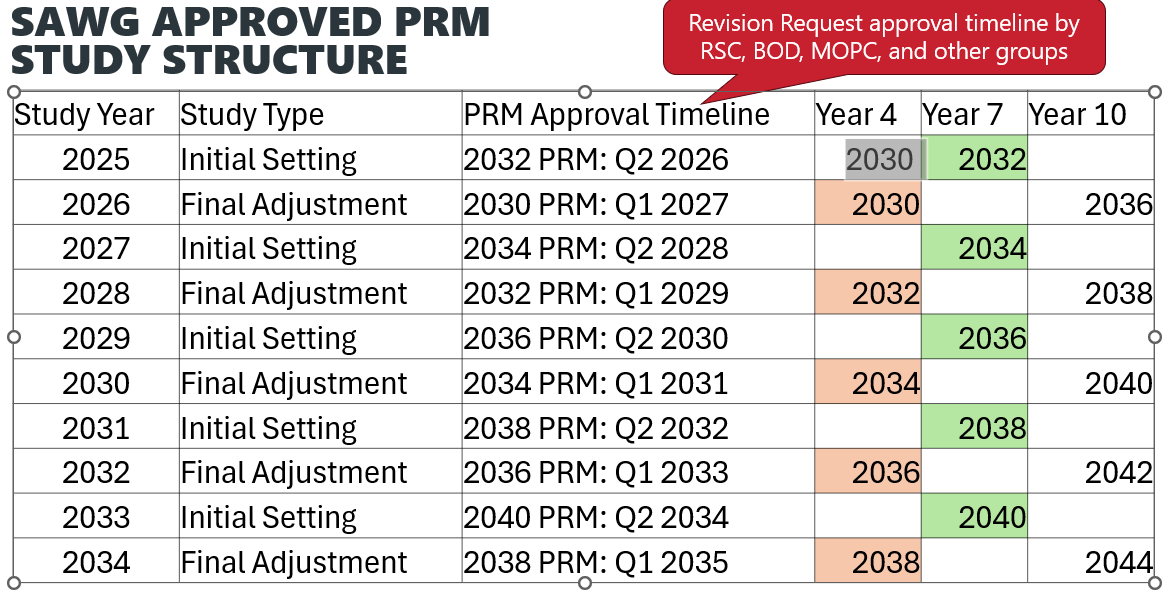 SAWG APPROVED PRM
STUDY STRUCTURE
Revision Request approval timeline by
RSC, BOD, MOPC, and other groups
Study Year Study Type PRM Approval Timeline Year 4 Year 7 Year 10
2025 Initial Setting 2032 PRM: Q2 2026 2030 2032
2026 Final Adjustment 2030 PRM: Q1 2027 2030 2036
2027 Initial Setting 2034 PRM: Q2 2028 2034
2028 Final Adjustment 2032 PRM: Q1 2029 2032 2038
2029 Initial Setting 2036 PRM: Q2 2030 2036
2030 Final Adjustment 2034 PRM: Q1 2031 2034 2040
2031 Initial Setting 2038 PRM: Q2 2032 2038
2032 Final Adjustment 2036 PRM: Q1 2033 2036 2042
2033 Initial Setting 2040 PRM: Q2 2034 2040
2034 Final Adjustment 2038 PRM: Q1 2035 2038 2044